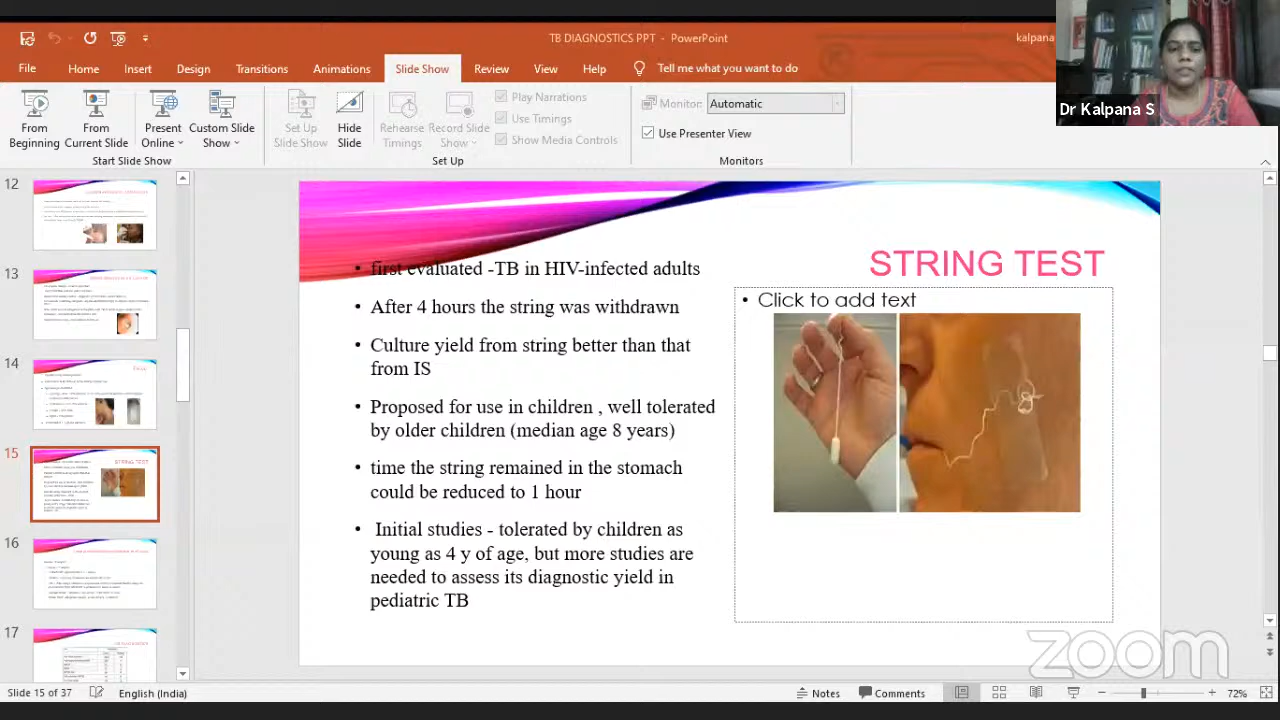 TB DIAGNOSTICS PPT - PowerPoint
kalpana
File Home Insert Design Transitions Animations Slide Show Review View Help Tell me what you want to do
From Beginning
From Current Slide
Present Online
Custom Slide Show
Start Slide Show
Set Up Slide Show
Hide Slide
Rehearse Timings
Record Slide Show
Play Narrations
Use Timings
Show Media Controls
Set Up
Monitor: Automatic
Use Presenter View
Monitors
Dr Kalpana S
12
13
14
15
16
17
STRING TEST
• first evaluated -TB in HIV-infected adults
• After 4 hours the string was withdrawn
• Culture yield from string better than that
from IS
• Proposed for use in children , well tolerated
by older children (median age 8 years)
• time the string remained in the stomach
could be reduced to 1 hour
• Initial studies - tolerated by children as
young as 4 y of age, but more studies are
needed to assess its diagnostic yield in
pediatric TB
Click to add text
zoom
Slide 15 of 37 English (India) Notes Comments 72%